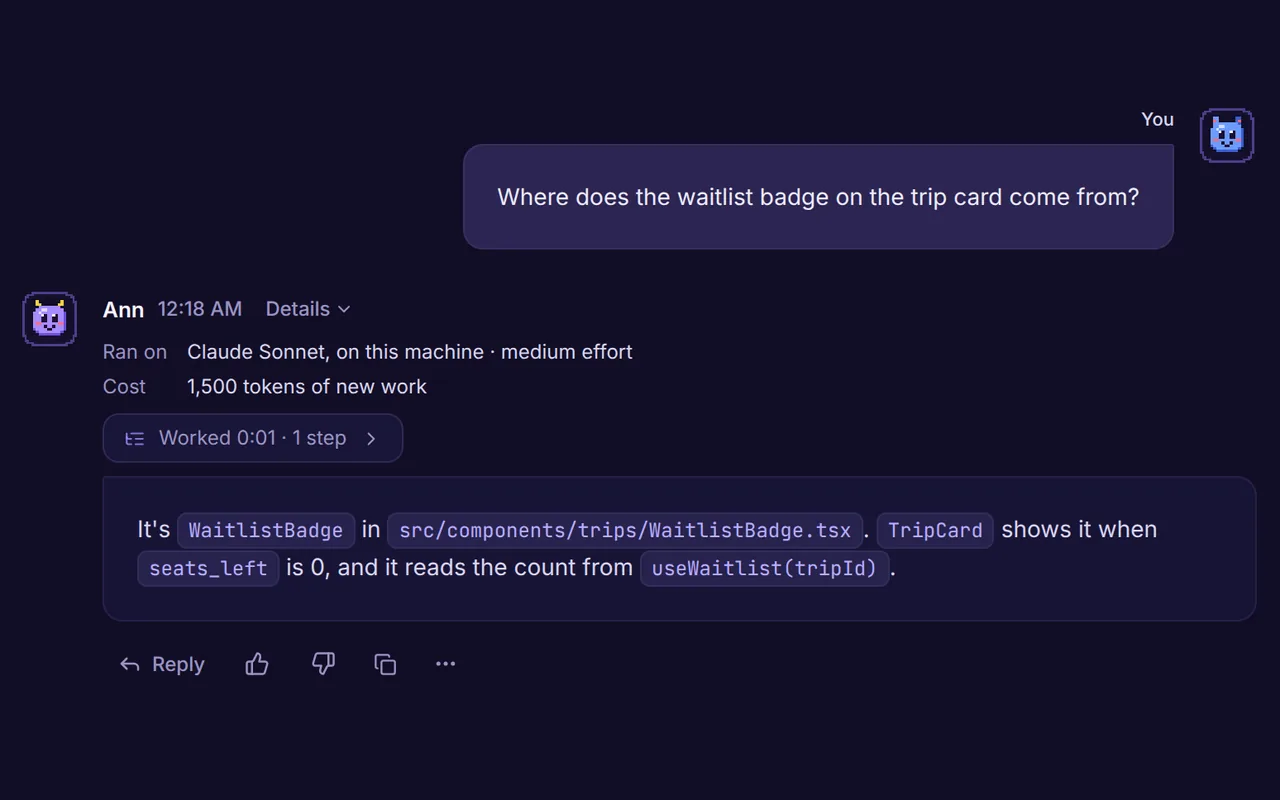 You
Where does the waitlist badge on the trip card come from?
Ann 12:18 AM Details
Ran on Claude Sonnet, on this machine · medium effort
Cost 1,500 tokens of new work
Worked 0:01 · 1 step
It's WaitlistBadge in src/components/trips/WaitlistBadge.tsx. TripCard shows it when
seats_left is 0, and it reads the count from useWaitlist(tripId).
Reply